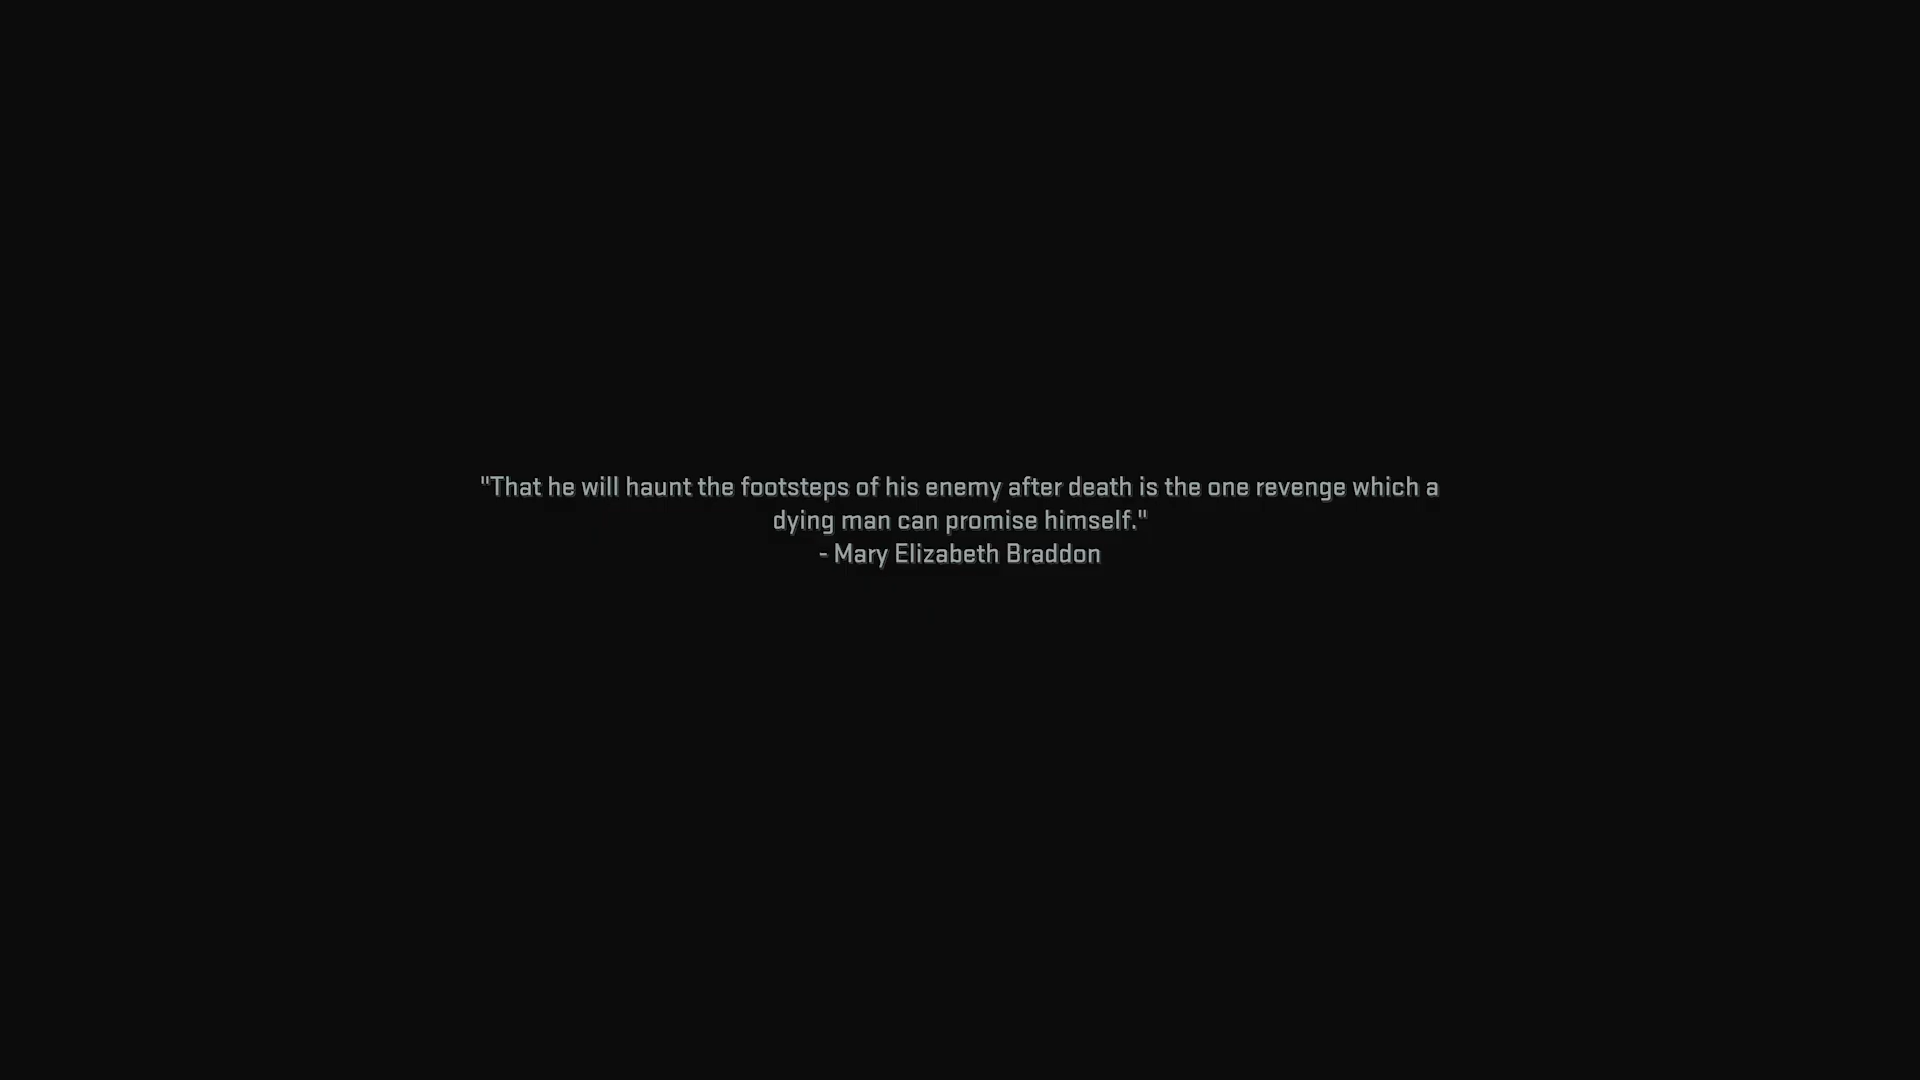 "That he will haunt the footsteps of his enemy after death is the one revenge which a
dying man can promise himself."
- Mary Elizabeth Braddon